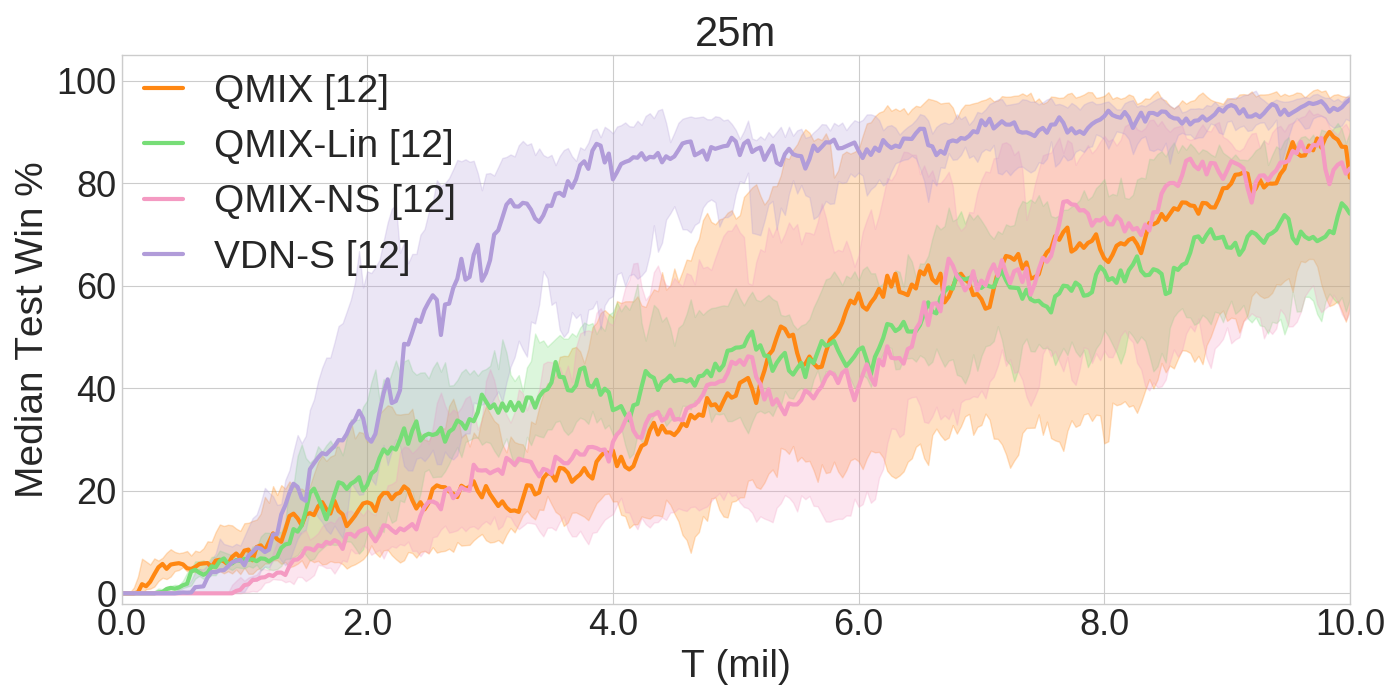 25m
Median Test Win %
100
80
60
40
20
0
QMIX [12]
QMIX-Lin [12]
QMIX-NS [12]
VDN-S [12]
0.0 2.0 4.0 6.0 8.0 10.0
T (mil)